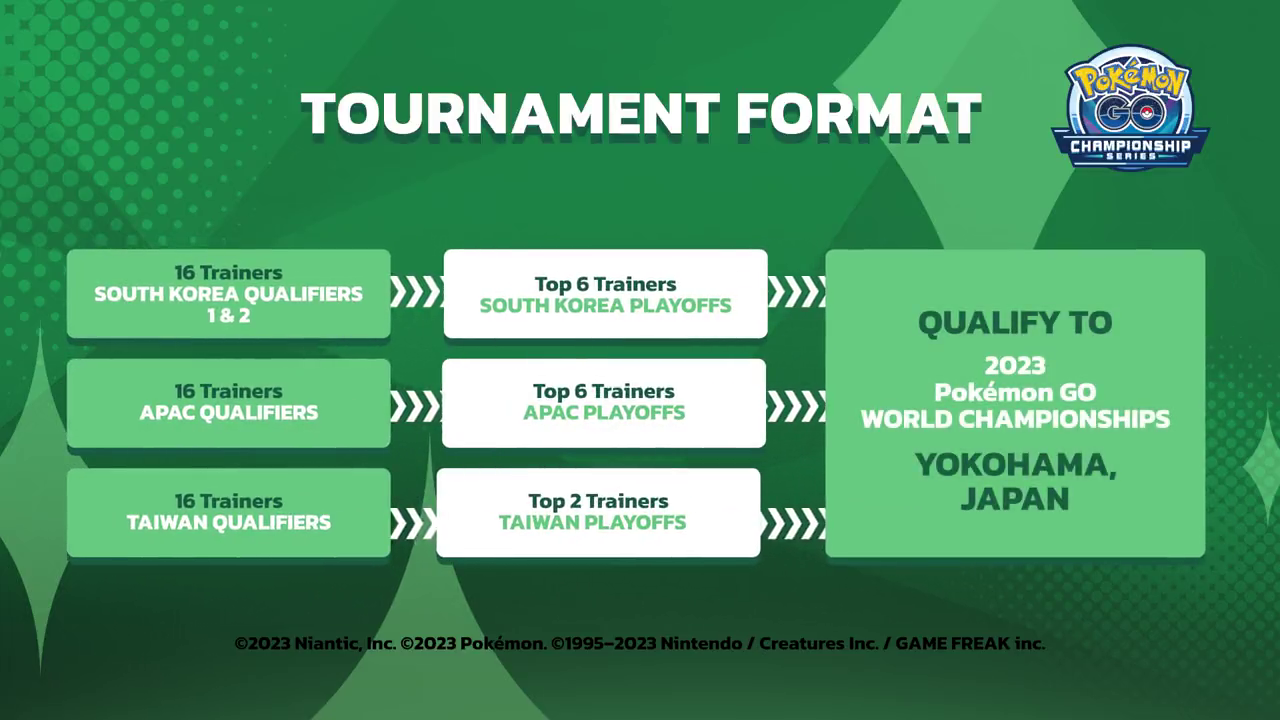 TOURNAMENT FORMAT
Pokémon
GO
CHAMPIONSHIP
SERIES
16 Trainers
SOUTH KOREA QUALIFIERS
1 & 2
Top 6 Trainers
SOUTH KOREA PLAYOFFS
16 Trainers
APAC QUALIFIERS
Top 6 Trainers
APAC PLAYOFFS
16 Trainers
TAIWAN QUALIFIERS
Top 2 Trainers
TAIWAN PLAYOFFS
QUALIFY TO
2023
Pokémon GO
WORLD CHAMPIONSHIPS
YOKOHAMA,
JAPAN
©2023 Niantic, Inc. ©2023 Pokémon. ©1995–2023 Nintendo / Creatures Inc. / GAME FREAK inc.